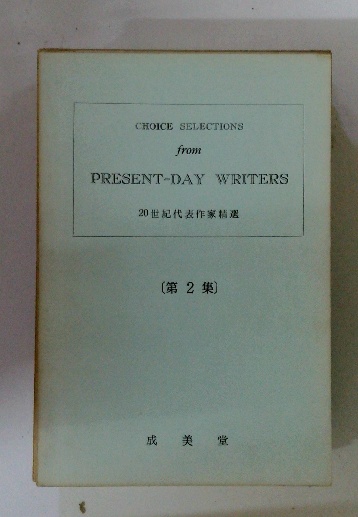 CHOICE SELECTIONS
from
PRESENT-DAY WRITERS
20世紀代表作家精選
〔第 2 集〕
成 美 堂